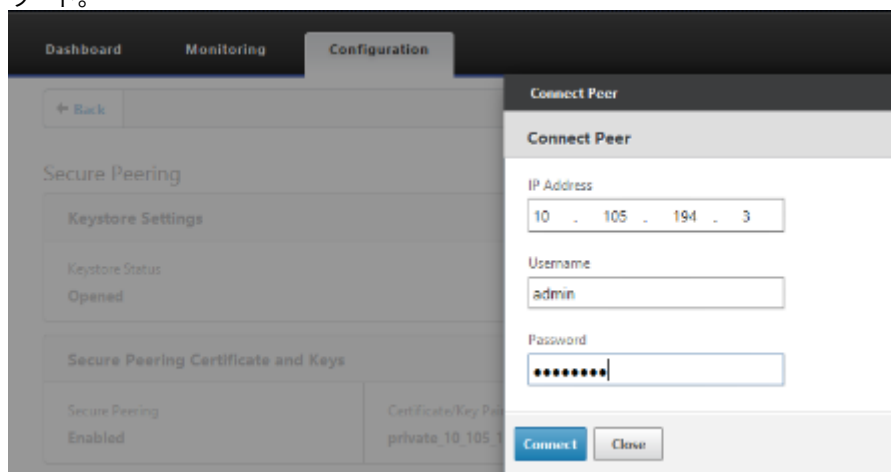 Dashboard Monitoring Configuration
Back
Secure Peering
Keystore Settings
Keystore Status
Opened
Secure Peering Certificate and Keys
Secure Peering
Enabled
Certificate/Key Pai
private_10_105_1
Connect Peer
Connect Peer
IP Address
10 . 105 . 194 . 3
Username
admin
Password
••••••••
Connect Close